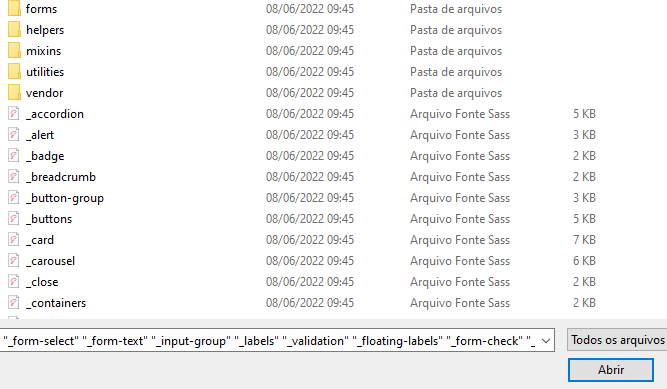 forms 08/06/2022 09:45 Pasta de arquivos
helpers 08/06/2022 09:45 Pasta de arquivos
mixins 08/06/2022 09:45 Pasta de arquivos
utilities 08/06/2022 09:45 Pasta de arquivos
vendor 08/06/2022 09:45 Pasta de arquivos
_accordion 08/06/2022 09:45 Arquivo Fonte Sass 5 KB
_alert 08/06/2022 09:45 Arquivo Fonte Sass 3 KB
_badge 08/06/2022 09:45 Arquivo Fonte Sass 2 KB
_breadcrumb 08/06/2022 09:45 Arquivo Fonte Sass 2 KB
_button-group 08/06/2022 09:45 Arquivo Fonte Sass 3 KB
_buttons 08/06/2022 09:45 Arquivo Fonte Sass 5 KB
_card 08/06/2022 09:45 Arquivo Fonte Sass 7 KB
_carousel 08/06/2022 09:45 Arquivo Fonte Sass 6 KB
_close 08/06/2022 09:45 Arquivo Fonte Sass 2 KB
_containers 08/06/2022 09:45 Arquivo Fonte Sass 2 KB
"_form-select" "_form-text" "_input-group" "_labels" "_validation" "_floating-labels" "_form-check" "_ Todos os arquivos
Abrir